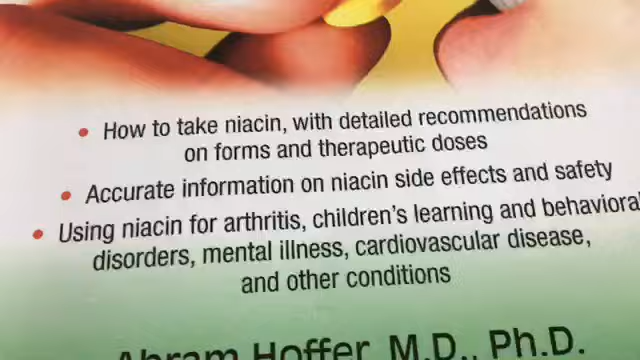 • How to take niacin, with detailed recommendations
on forms and therapeutic doses
• Accurate information on niacin side effects and safety
• Using niacin for arthritis, children's learning and behavioral
disorders, mental illness, cardiovascular disease,
and other conditions
Abram Hoffer, M.D., Ph.D.